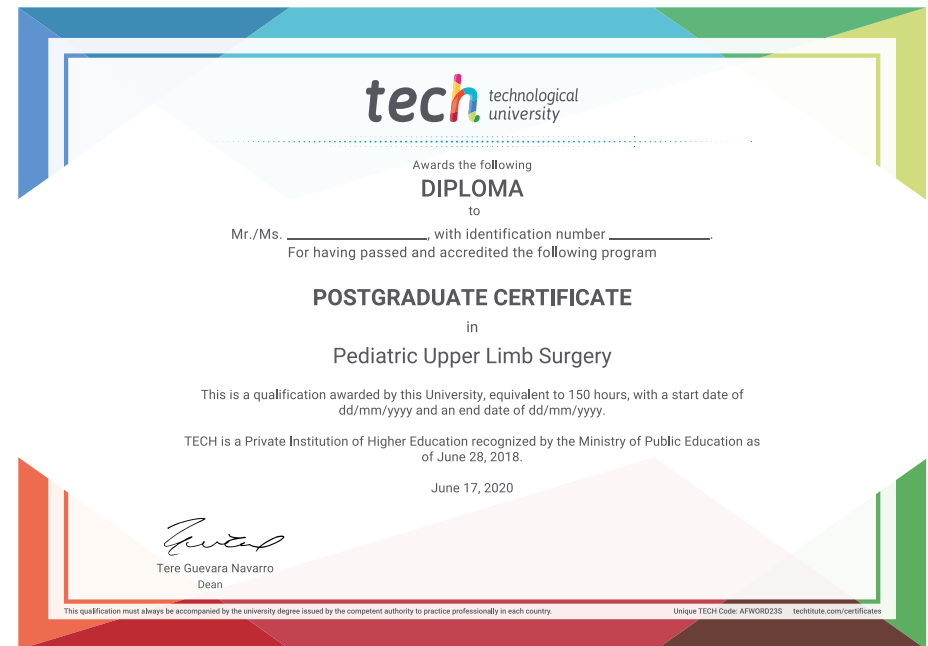 tech technological
university
Awards the following
DIPLOMA
to
Mr./Ms. ____________________, with identification number ______________.
For having passed and accredited the following program
POSTGRADUATE CERTIFICATE
in
Pediatric Upper Limb Surgery
This is a qualification awarded by this University, equivalent to 150 hours, with a start date of
dd/mm/yyyy and an end date of dd/mm/yyyy.
TECH is a Private Institution of Higher Education recognized by the Ministry of Public Education as
of June 28, 2018.
June 17, 2020
Tere Guevara Navarro
Dean
This qualification must always be accompanied by the university degree issued by the competent authority to practice professionally in each country.
Unique TECH Code: AFWORD23S techtitute.com/certificates